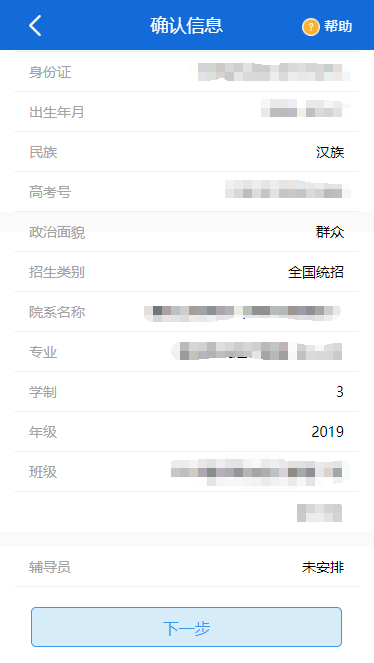 确认信息
? 帮助
身份证
出生年月
民族 汉族
高考号
政治面貌 群众
招生类别 全国统招
院系名称
专业
学制 3
年级 2019
班级
辅导员 未安排
下一步